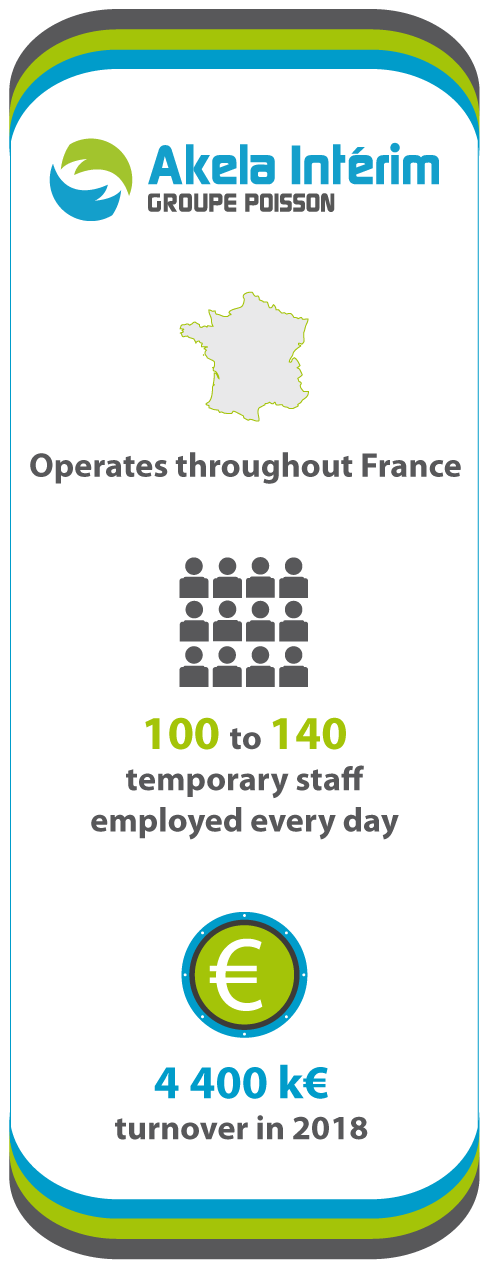 Akela Intérim
GROUPE POISSON
Operates throughout France
100 to 140
temporary staff
employed every day
€
4 400 k€
turnover in 2018